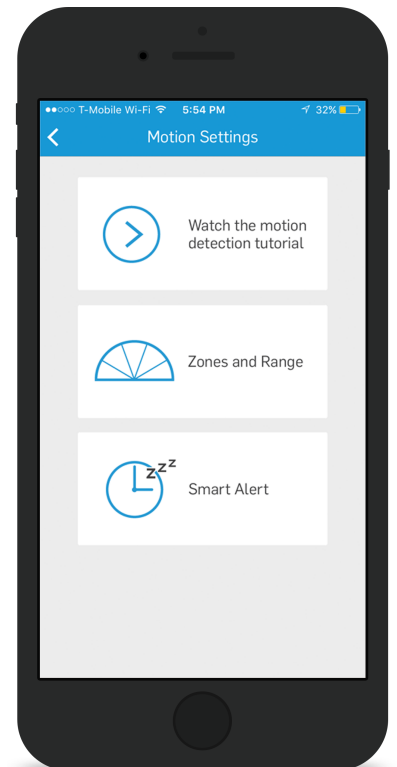 T-Mobile Wi-Fi 5:54 PM 32%
Motion Settings
Watch the motion
detection tutorial
Zones and Range
zzz
Smart Alert